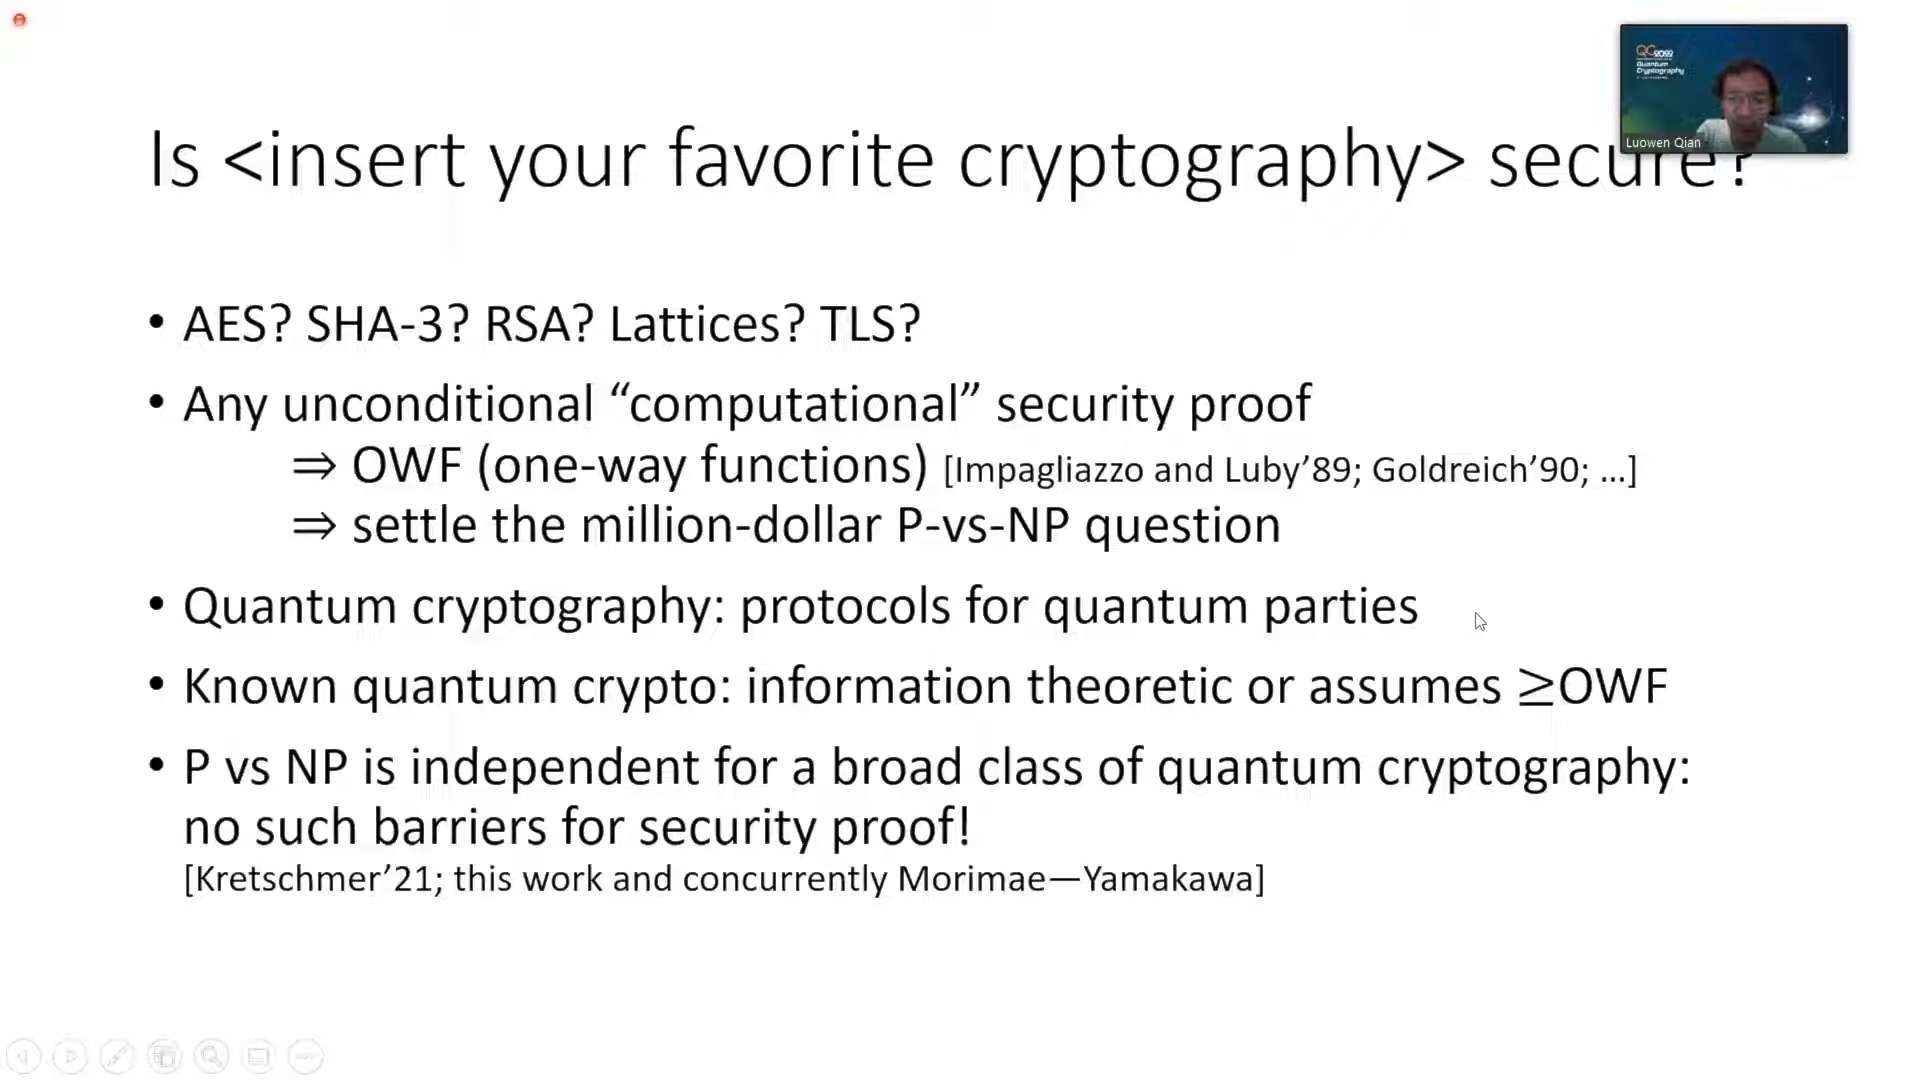 QC2022
Quantum
Cryptography
Luowen Qian
Is <insert your favorite cryptography> secure?
• AES? SHA-3? RSA? Lattices? TLS?
• Any unconditional “computational” security proof
⇒ OWF (one-way functions) [Impagliazzo and Luby’89; Goldreich’90; …]
⇒ settle the million-dollar P-vs-NP question
• Quantum cryptography: protocols for quantum parties
• Known quantum crypto: information theoretic or assumes ≥OWF
• P vs NP is independent for a broad class of quantum cryptography:
no such barriers for security proof!
[Kretschmer’21; this work and concurrently Morimae—Yamakawa]